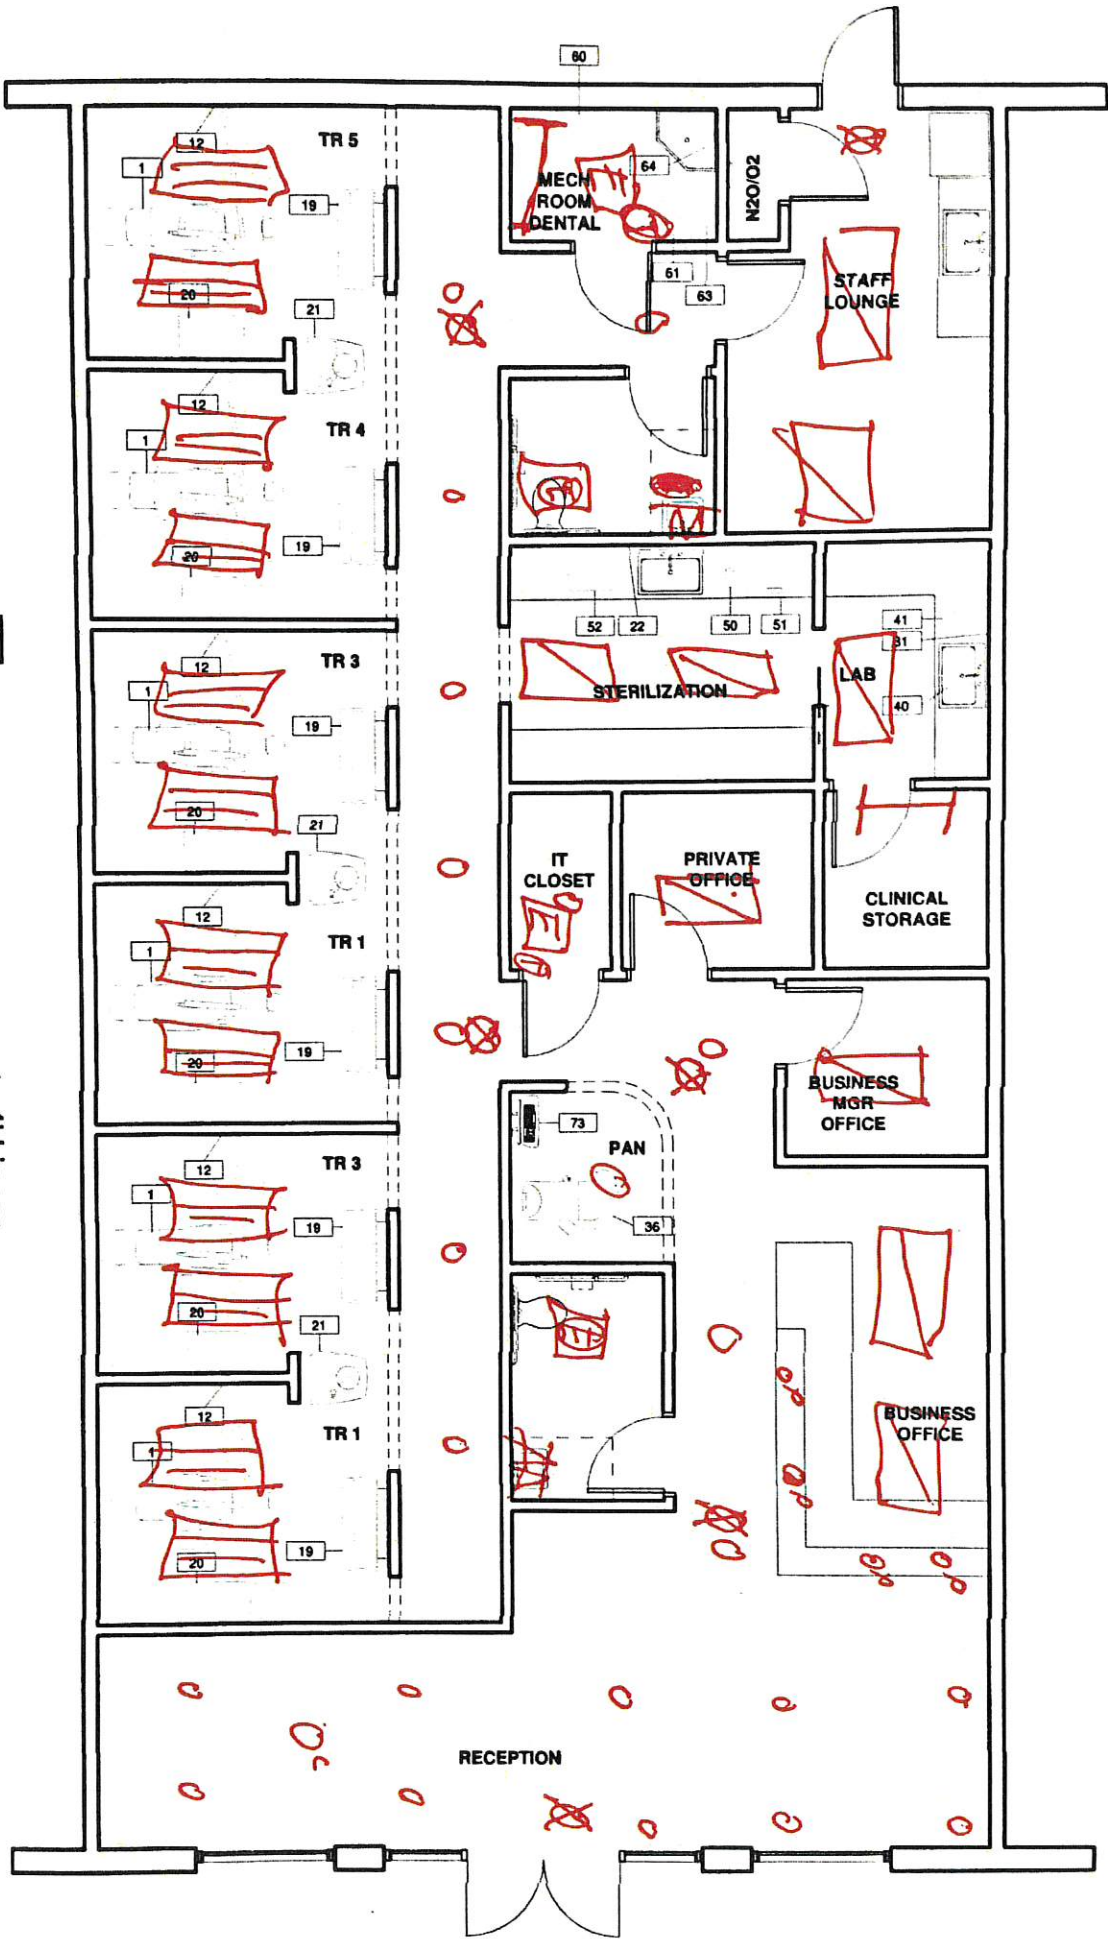 60
TR 5
12
1
19
20
21
MECH
ROOM
DENTAL
64
N2O/O2
61
63
STAFF
LOUNGE
TR 4
12
1
19
20
52
22
50
51
STERILIZATION
LAB
41
31
40
TR 3
12
1
19
20
21
IT
CLOSET
PRIVATE
OFFICE
CLINICAL
STORAGE
TR 1
12
1
19
20
73
PAN
36
BUSINESS
MGR
OFFICE
TR 3
12
1
19
20
21
BUSINESS
OFFICE
TR 1
12
1
19
20
RECEPTION